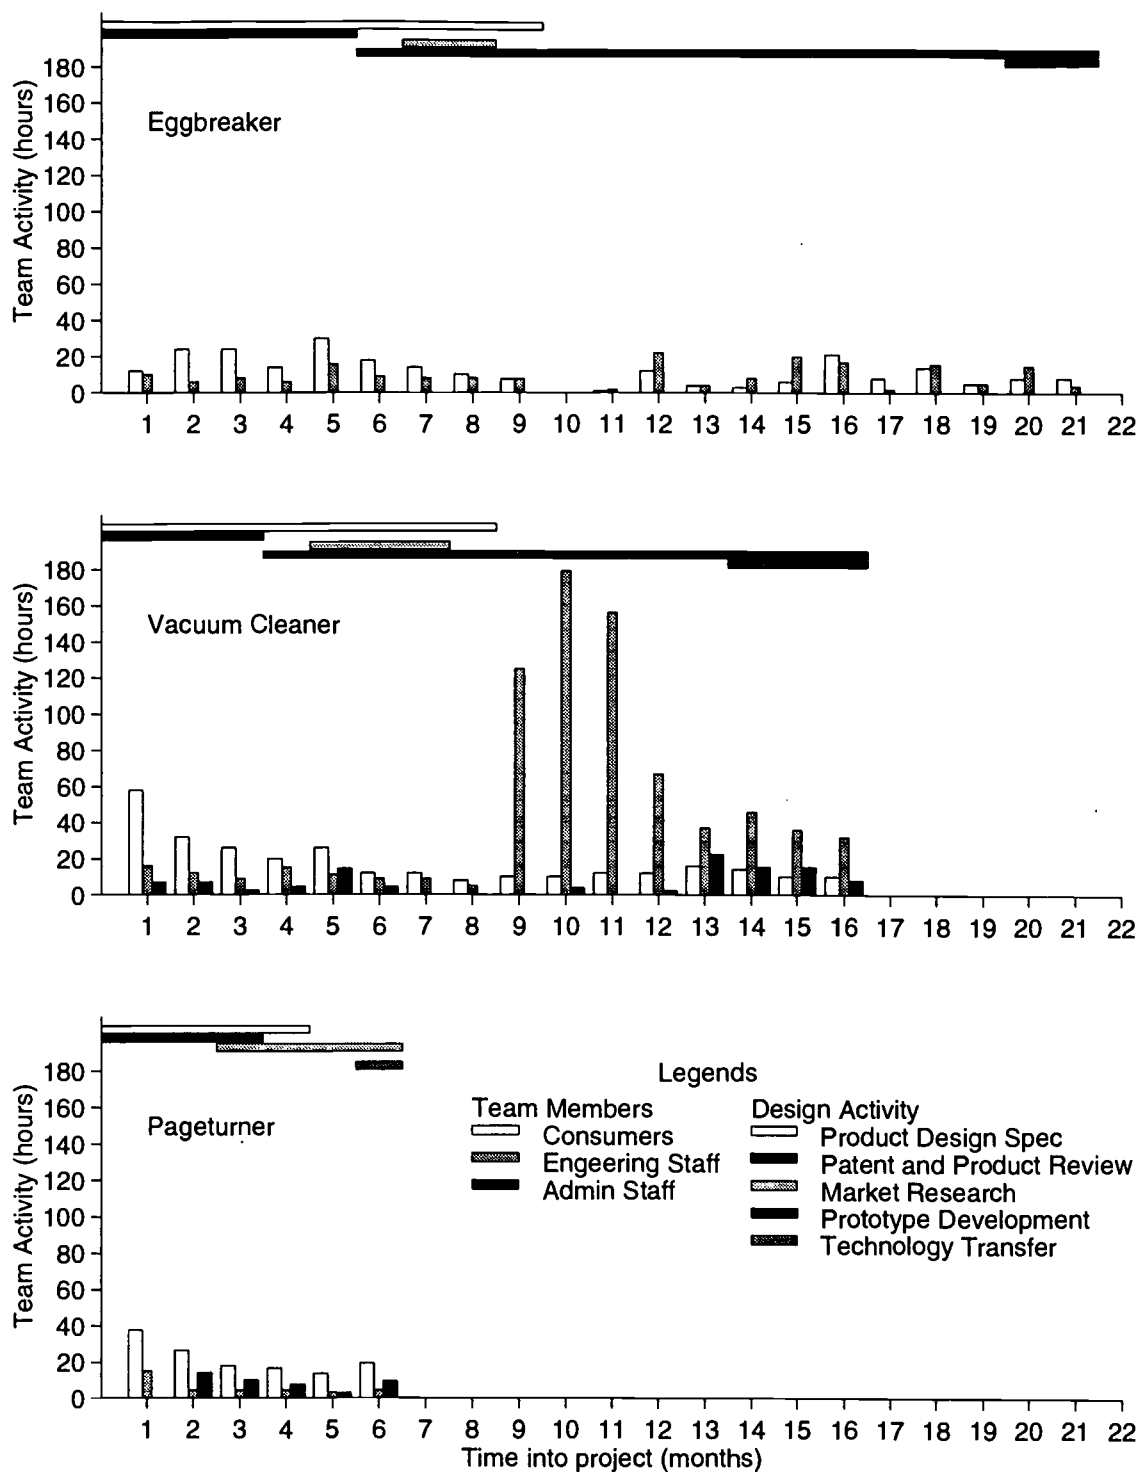 Team Activity (hours)
180
160
140
120
100
80
60
40
20
0
Eggbreaker
1 2 3 4 5 6 7 8 9 10 11 12 13 14 15 16 17 18 19 20 21 22
Team Activity (hours)
180
160
140
120
100
80
60
40
20
0
Vacuum Cleaner
1 2 3 4 5 6 7 8 9 10 11 12 13 14 15 16 17 18 19 20 21 22
Team Activity (hours)
180
160
140
120
100
80
60
40
20
0
Pageturner
Legends
Team Members
Consumers
Engeering Staff
Admin Staff
Design Activity
Product Design Spec
Patent and Product Review
Market Research
Prototype Development
Technology Transfer
1 2 3 4 5 6 7 8 9 10 11 12 13 14 15 16 17 18 19 20 21 22
Time into project (months)